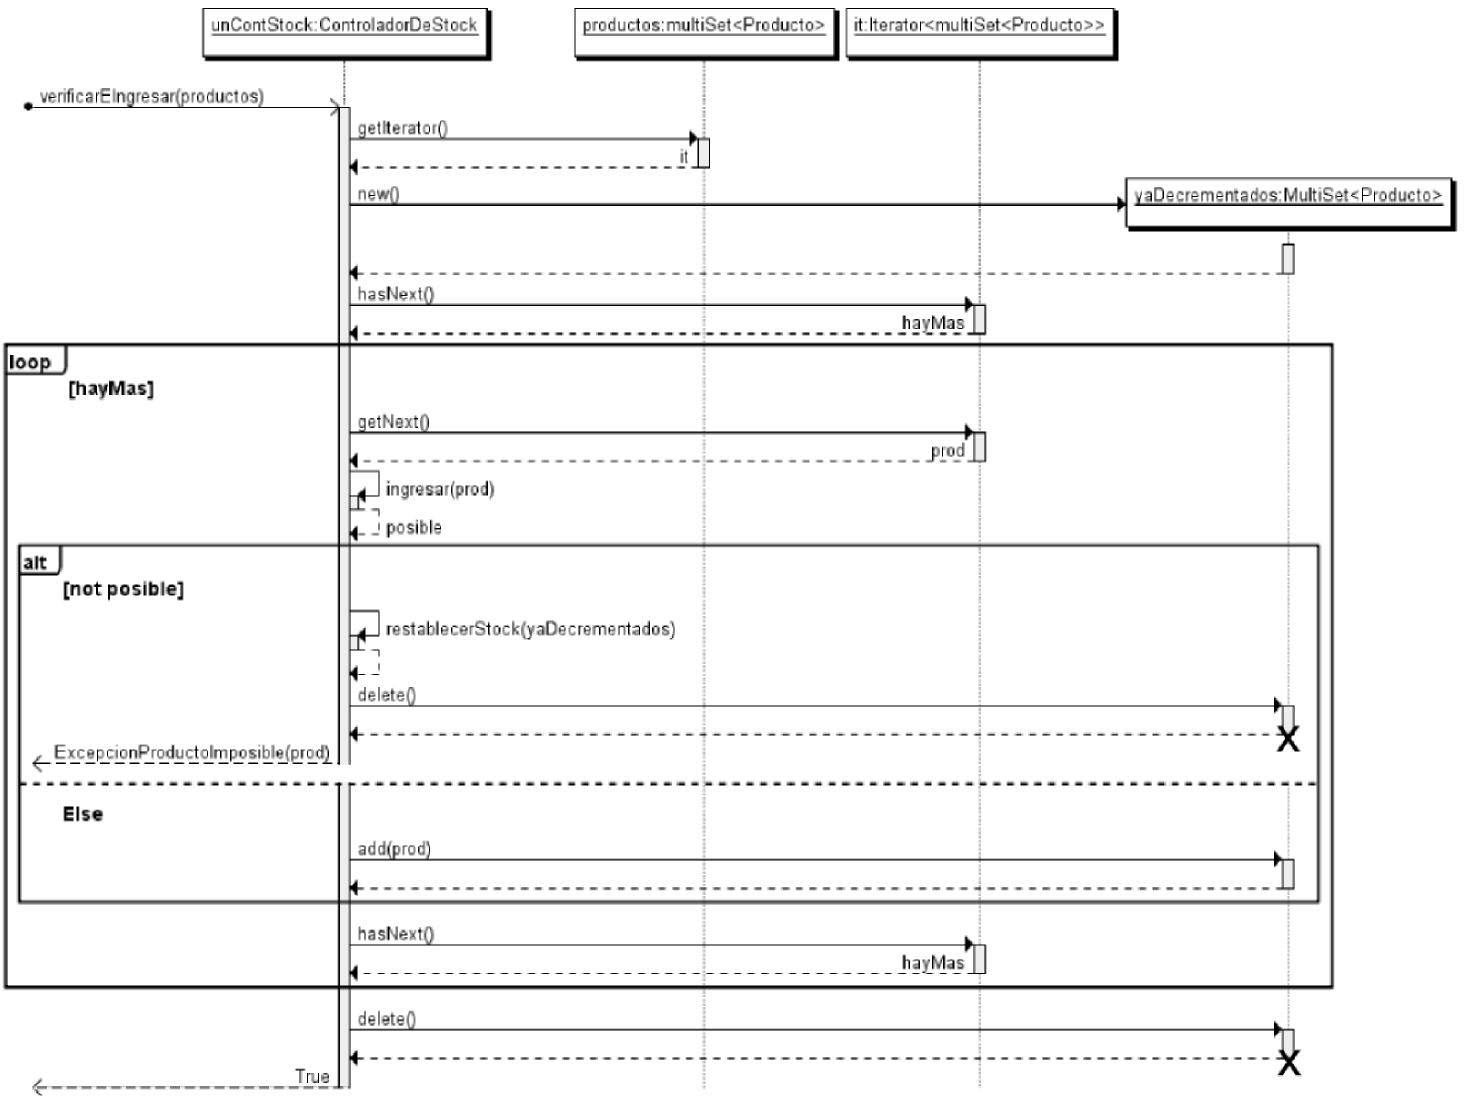 unContStock:ControladorDeStock
productos:multiSet<Producto>
it:Iterator<multiSet<Producto>>
verificarEIngresar(productos)
getIterator()
it
new()
yaDecrementados:MultiSet<Producto>
hasNext()
hayMas
loop
[hayMas]
getNext()
prod
ingresar(prod)
posible
alt
[not posible]
restablecerStock(yaDecrementados)
delete()
X
ExcepcionProductoImposible(prod)
Else
add(prod)
hasNext()
hayMas
delete()
X
True